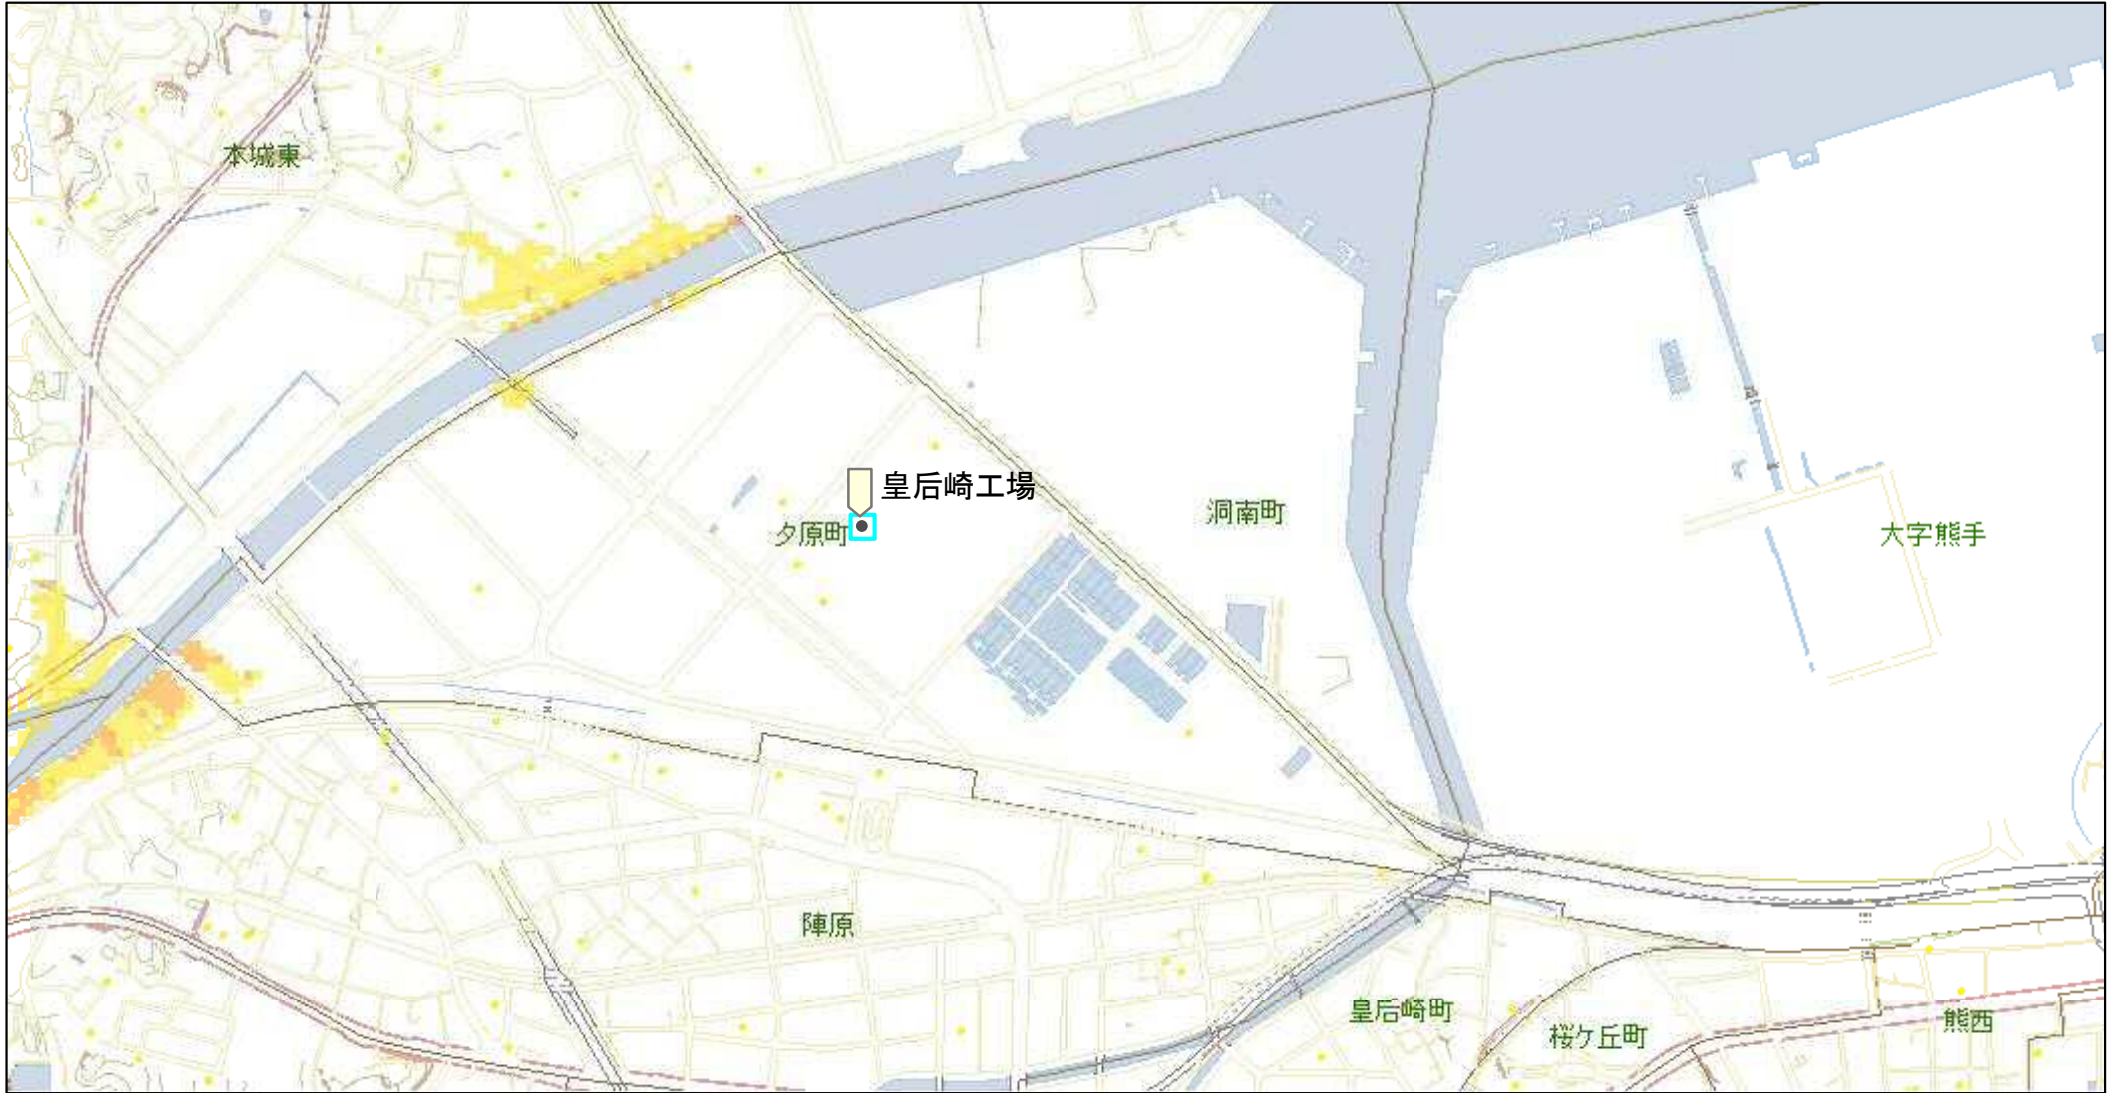 本城東
皇后崎工場
洞南町
夕原町
大字熊手
陣原
皇后崎町
桜ケ丘町
熊西